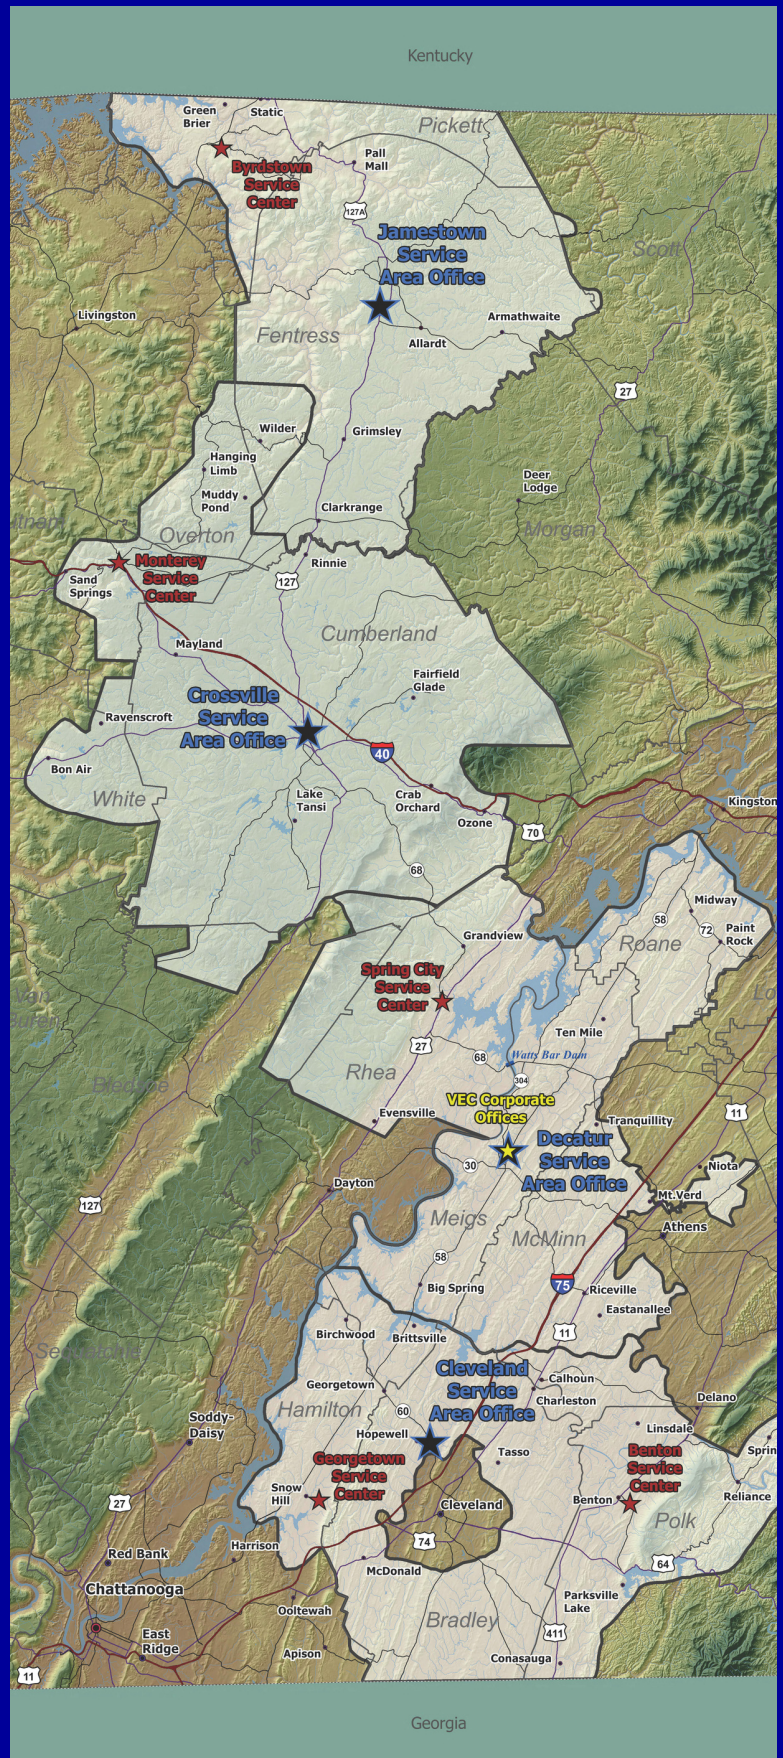 Kentucky
Green
Brier
Static
Pickett
Pall
Mall
Byrdstown
Service
Center
127A
Jamestown
Service
Area Office
Scott
Livingston
Fentress
Armathwaite
Allardt
27
Wilder
Grimsley
Hanging
Limb
Muddy
Pond
Deer
Lodge
Clarkrange
Overton
Morgan
Monterey
Service
Center
Rinnie
Sand
Springs
127
Cumberland
Mayland
Fairfield
Glade
Crossville
Service
Area Office
Ravenscroft
40
Bon Air
White
Lake
Tansi
Crab
Orchard
Kingston
Ozone
70
68
Midway
58
72
Paint
Rock
Grandview
Roane
Spring City
Service
Center
Van
Buren
Ten Mile
27
68
Watts Bar Dam
Rhea
304
Bledsoe
VEC Corporate
Offices
Evensville
11
Tranquillity
Decatur
Service
Area Office
30
Niota
Dayton
Mt.Verd
127
Meigs
Athens
McMinn
58
75
Big Spring
Riceville
Eastanallee
Birchwood
Brittsville
11
Sequatchie
Cleveland
Service
Area Office
Calhoun
Georgetown
Charleston
Delano
Hamilton
60
Soddy-
Daisy
Hopewell
Linsdale
Tasso
Georgetown
Service
Center
Benton
Service
Center
Snow
Hill
Benton
Reliance
27
Cleveland
Polk
Harrison
74
Red Bank
McDonald
64
Chattanooga
Parksville
Lake
Ooltewah
Bradley
East
Ridge
411
Apison
Conasauga
11
Georgia